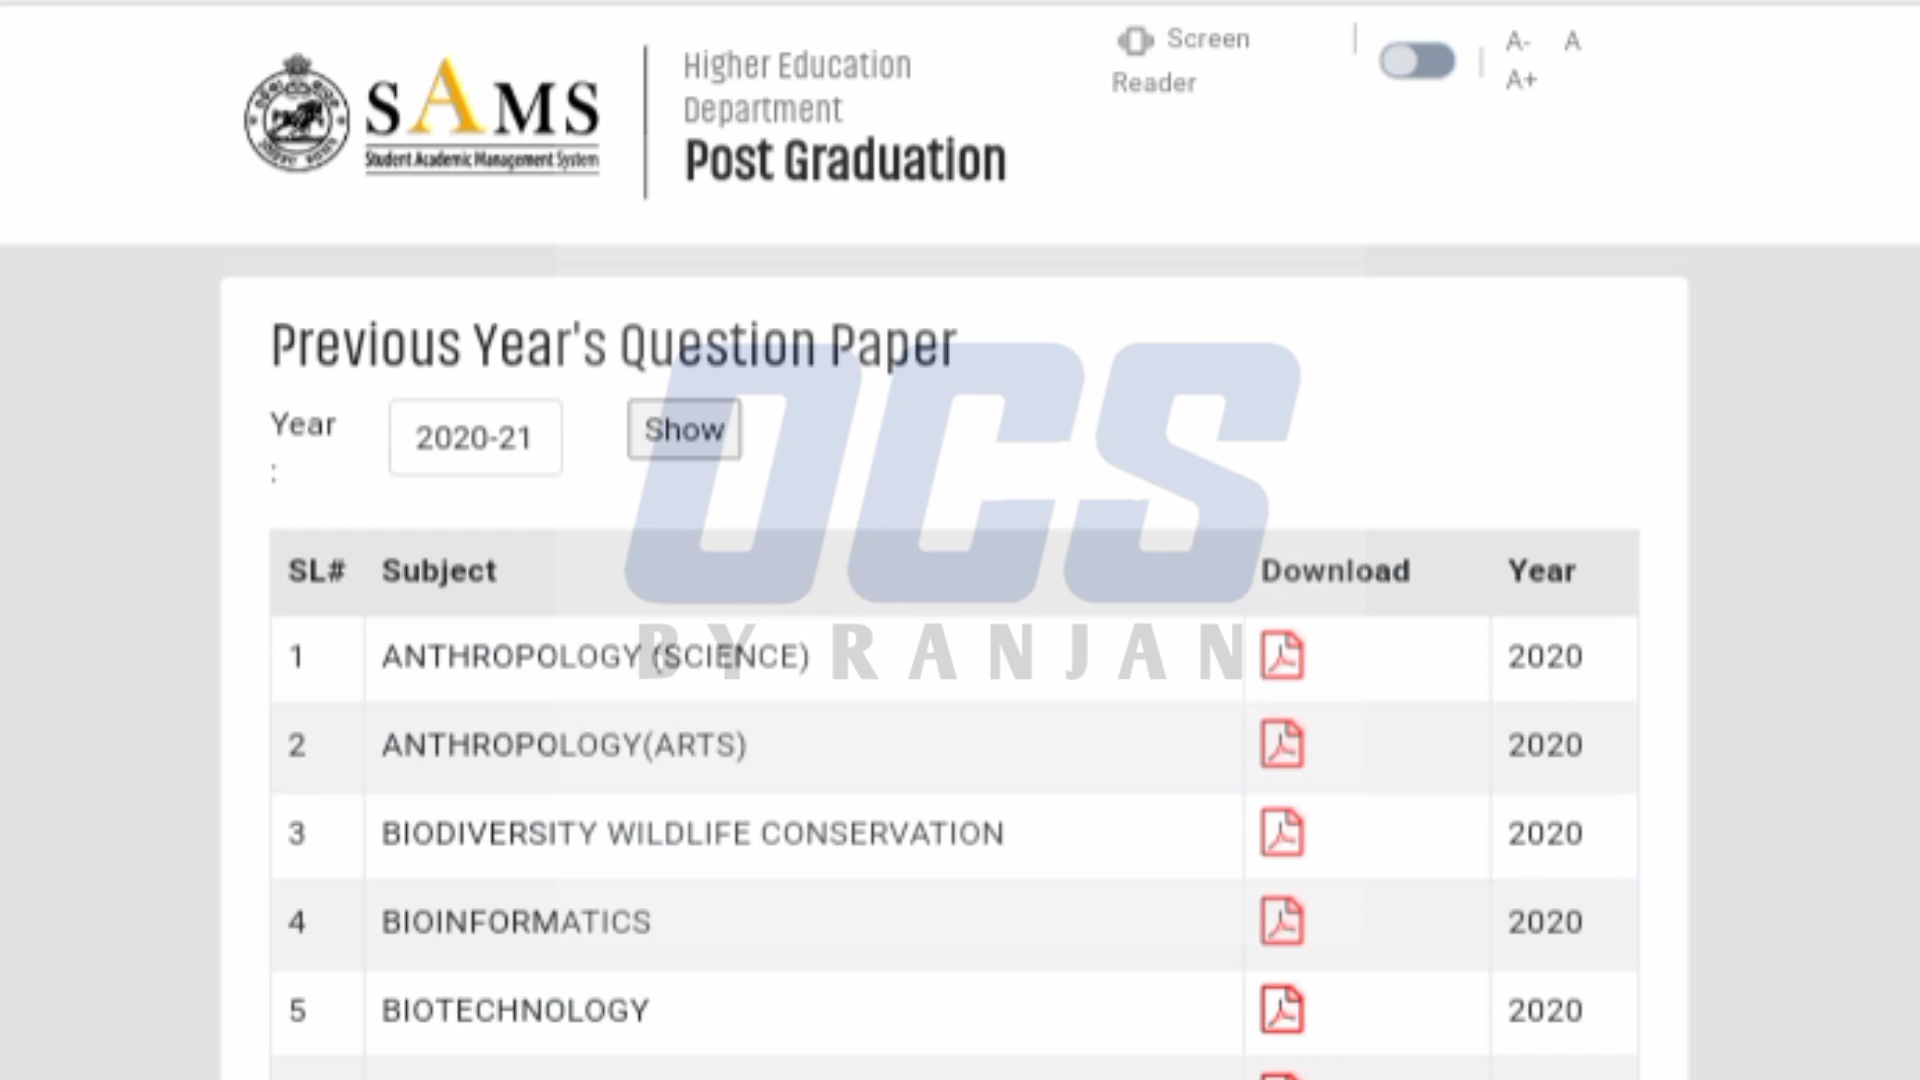 SAMS
Student Academic Management System
Higher Education
Department
Post Graduation
Screen
Reader
A- A
A+
Previous Year's Question Paper
Year
:
2020-21
Show
OCS
BY RANJAN
SL# Subject Download Year
1 ANTHROPOLOGY (SCIENCE) 2020
2 ANTHROPOLOGY(ARTS) 2020
3 BIODIVERSITY WILDLIFE CONSERVATION 2020
4 BIOINFORMATICS 2020
5 BIOTECHNOLOGY 2020